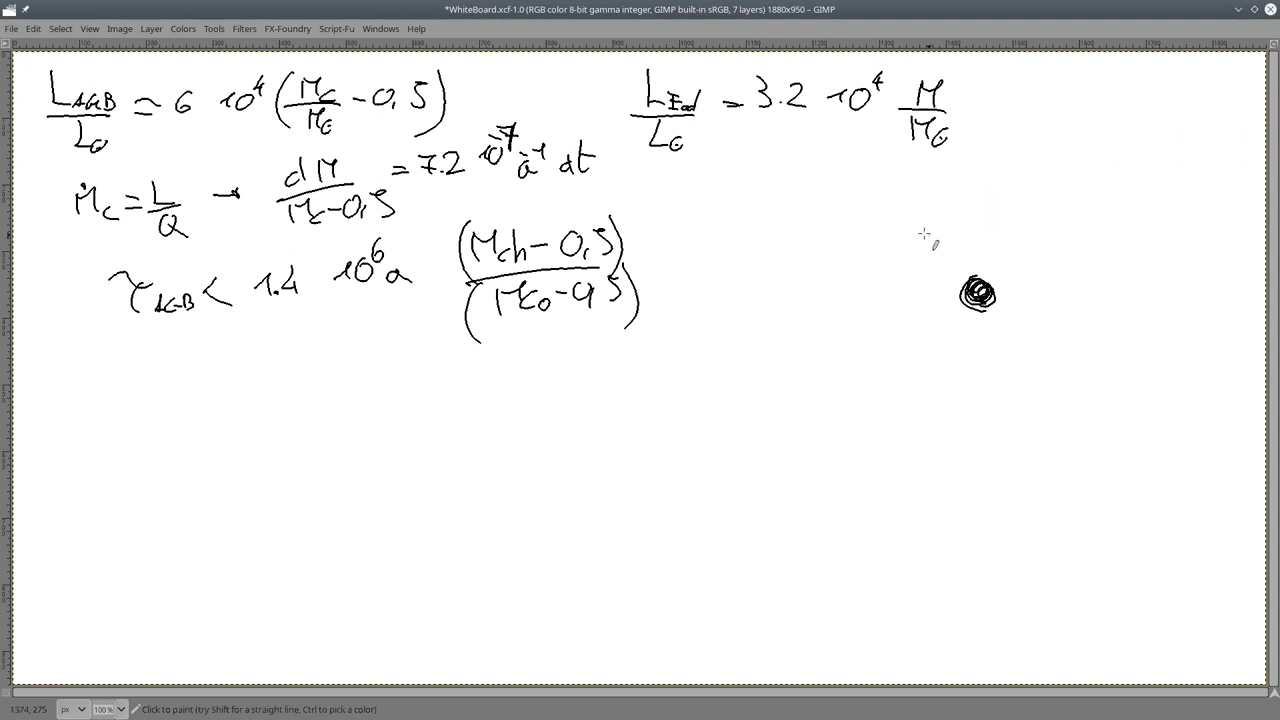 *WhiteBoard.xcf-1.0 (RGB color 8-bit gamma integer, GIMP built-in sRGB, 7 layers) 1880x950 – GIMP
File Edit Select View Image Layer Colors Tools Filters FX-Foundry Script-Fu Windows Help
L_AGB / L_⊙ = 6 10^4 (M_c / M_⊙ - 0,5)
L_Edd / L_⊙ = 3.2 10^4 M / M_⊙
Ṁ_c = L / Q → dM / M_c - 0,5 = 7.2 10^-7 a^-1 dt
τ_AGB < 1.4 10^6 a (M_ch - 0,5) / (M_c0 - 0,5)
1374, 275 px 100 % Click to paint (try Shift for a straight line, Ctrl to pick a color)